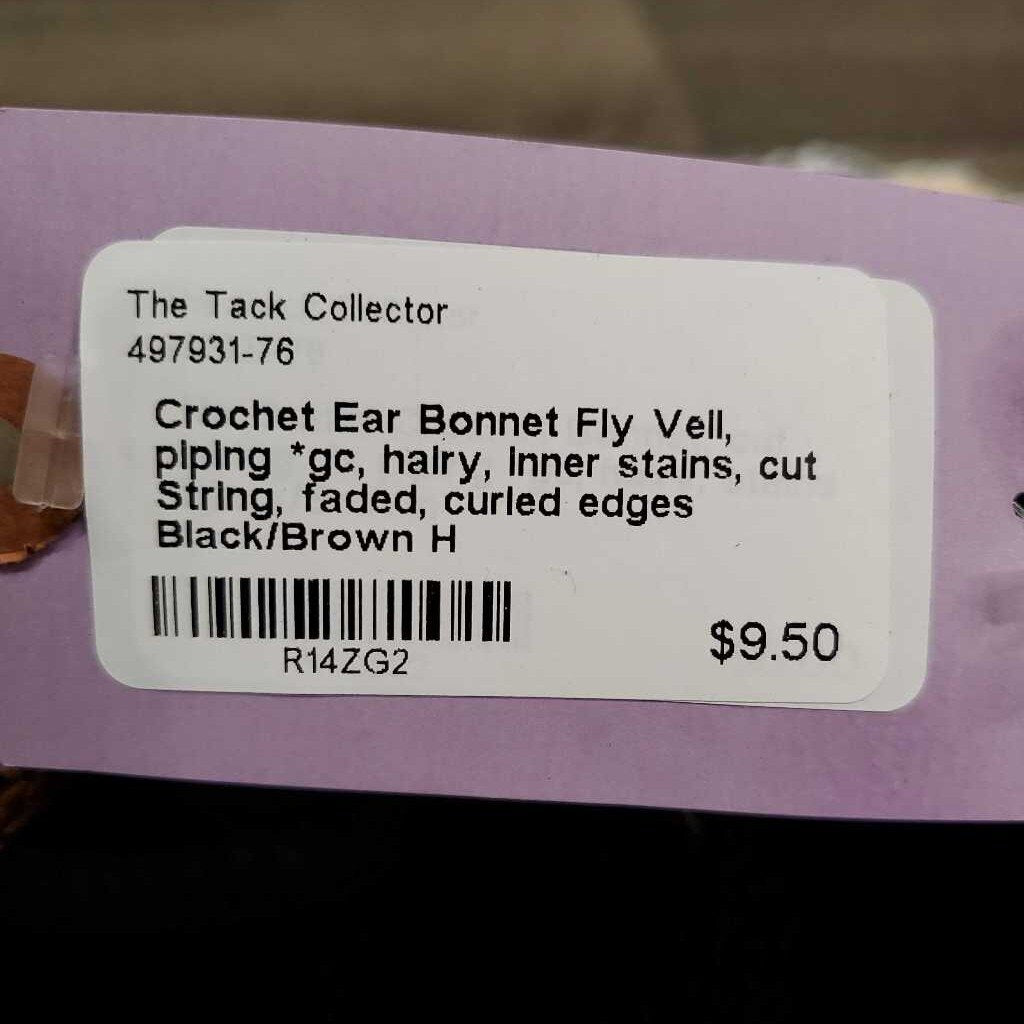 The Tack Collector
497931-76
Crochet Ear Bonnet Fly Veil,
piping *gc, hairy, inner stains, cut
String, faded, curled edges
Black/Brown H
R14ZG2
$9.50